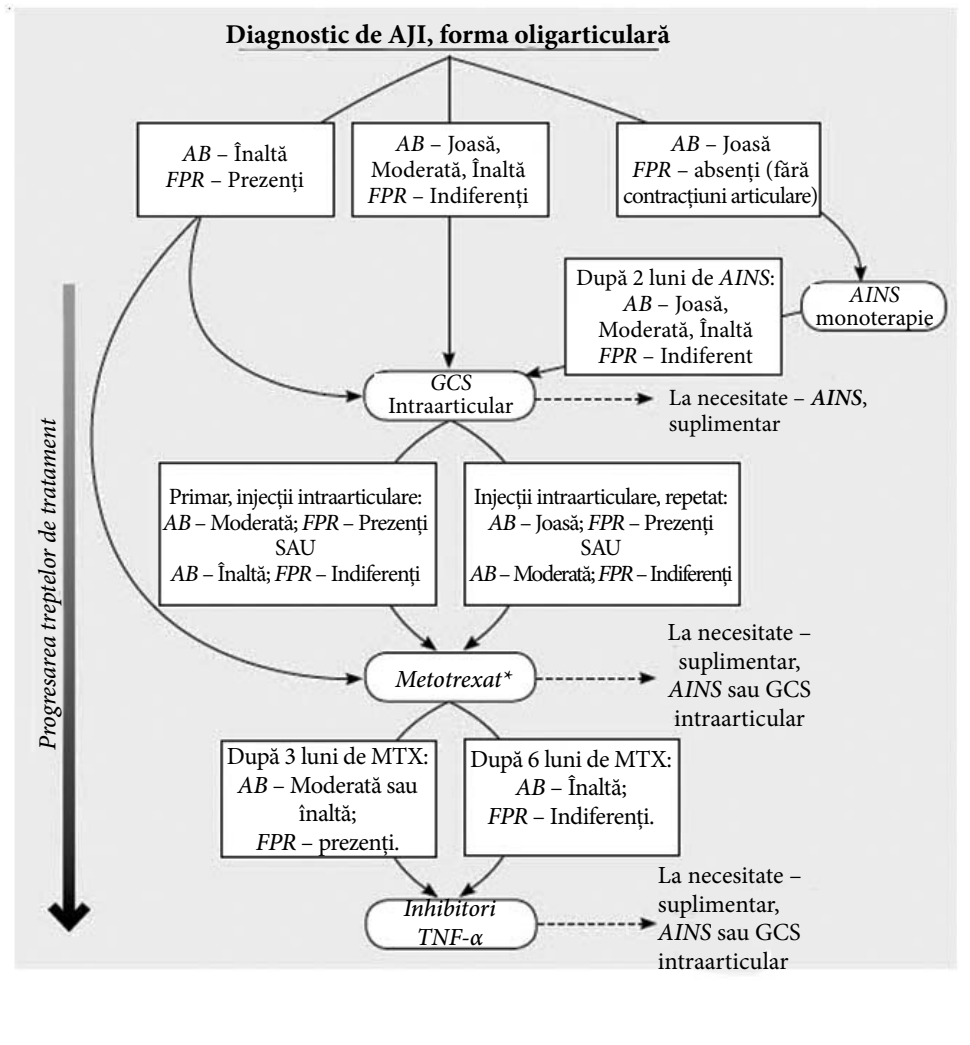 Diagnostic de AJI, forma oligarticulară
AB – Înaltă
FPR – Prezenți
AB – Joasă,
Moderată, Înaltă
FPR – Indiferenți
AB – Joasă
FPR – absenți (fără
contracțiuni articulare)
După 2 luni de AINS:
AB – Joasă,
Moderată, Înaltă
FPR – Indiferent
AINS
monoterapie
GCS
Intraarticular
La necesitate – AINS,
suplimentar
Progresarea treptelor de tratament
Primar, injecții intraarticulare:
AB – Moderată; FPR – Prezenți
SAU
AB – Înaltă; FPR – Indiferenți
Injecții intraarticulare, repetat:
AB – Joasă; FPR – Prezenți
SAU
AB – Moderată; FPR – Indiferenți
Metotrexat*
La necesitate –
suplimentar,
AINS sau GCS
intraarticular
După 3 luni de MTX:
AB – Moderată sau
înaltă;
FPR – prezenți.
După 6 luni de MTX:
AB – Înaltă;
FPR – Indiferenți.
Inhibitori
TNF-α
La necesitate –
suplimentar,
AINS sau GCS
intraarticular